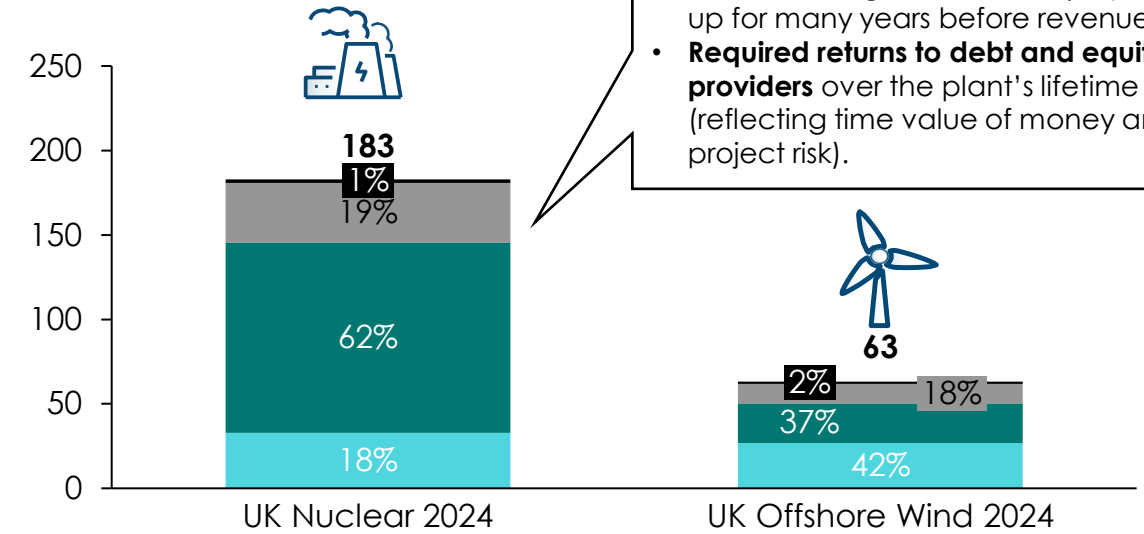 up for many years before revenue
• Required returns to debt and equit
providers over the plant's lifetime
(reflecting time value of money a
project risk).
250
200
150
100
50
0
183
1%
19%
62%
18%
63
2%
18%
37%
42%
UK Nuclear 2024
UK Offshore Wind 2024